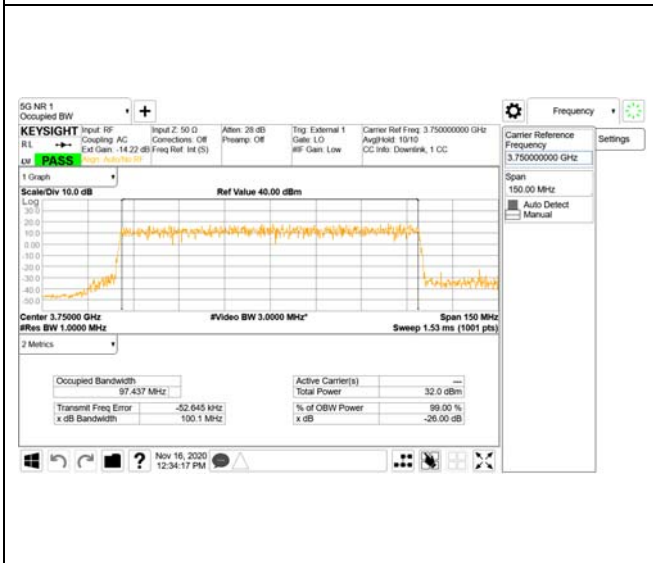 5G NR 1
Occupied BW
Frequency
KEYSIGHT
RL
PASS
Input: RF
Coupling: AC
Ext Gain: -14.22 dB
Align: Auto/No RF
Input Z: 50 Ω
Corrections: Off
Freq Ref: Int (S)
Atten: 28 dB
Preamp: Off
Trig: External 1
Gate: LO
#IF Gain: Low
Carrier Ref Freq: 3.750000000 GHz
Avg|Hold: 10/10
CC Info: Downlink, 1 CC
Carrier Reference
Frequency
3.750000000 GHz
Settings
Span
150.00 MHz
Auto Detect
Manual
1 Graph
Scale/Div 10.0 dB
Ref Value 40.00 dBm
Log
30.0
20.0
10.0
0.00
-10.0
-20.0
-30.0
-40.0
-50.0
Center 3.75000 GHz
#Video BW 3.0000 MHz*
Span 150 MHz
#Res BW 1.0000 MHz
Sweep 1.53 ms (1001 pts)
2 Metrics
Occupied Bandwidth
97.437 MHz
Active Carrier(s) ---
Total Power 32.0 dBm
Transmit Freq Error -52.645 kHz
% of OBW Power 99.00 %
x dB Bandwidth 100.1 MHz
x dB -26.00 dB
Nov 16, 2020
12:34:17 PM